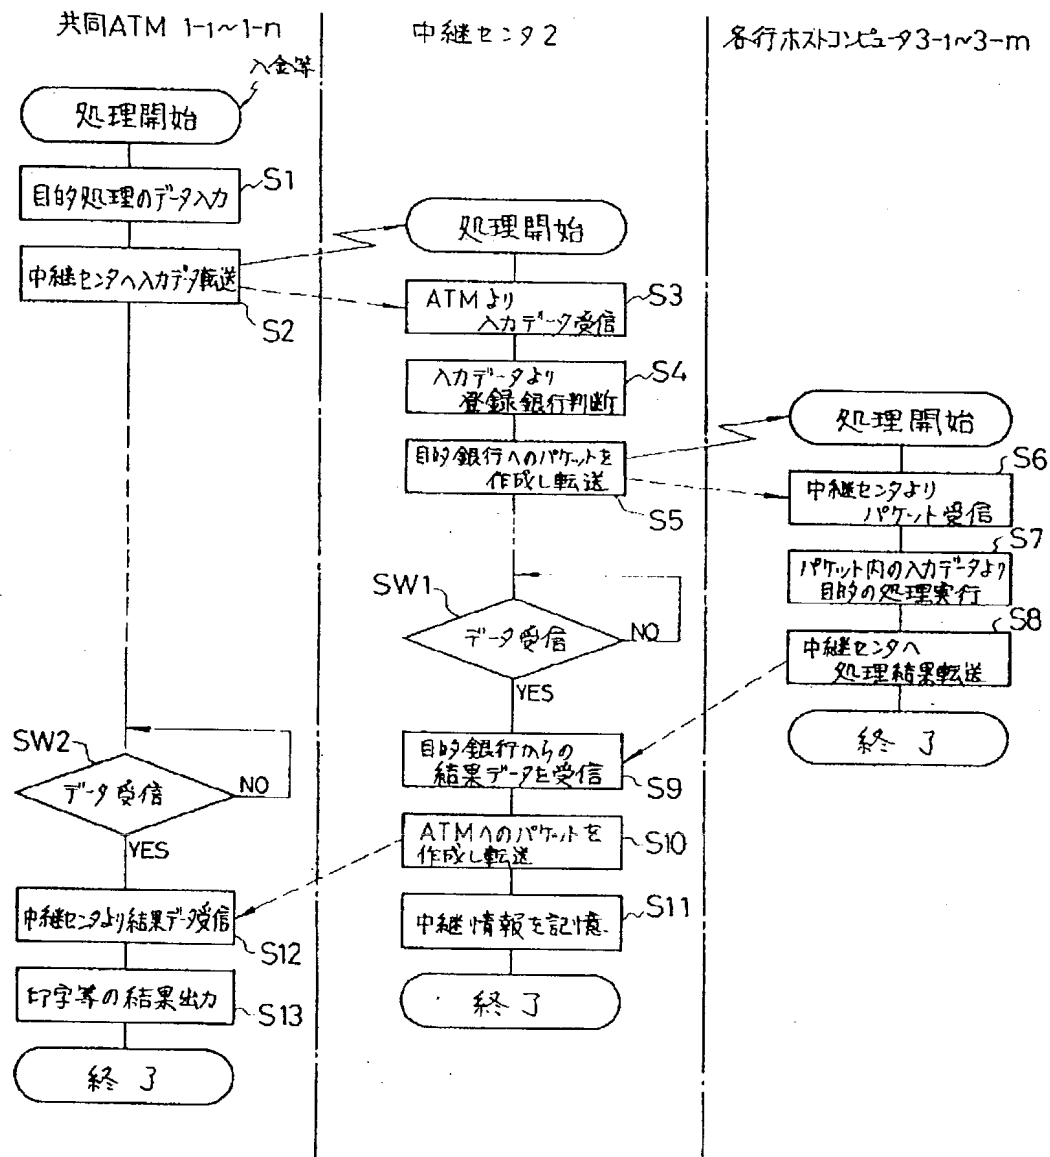 共同ATM 1-1~1-n
入金等
処理開始
S1
目的処理のデータ入力
中継センタへ入力データ転送
S2
SW2
データ受信
NO
YES
中継センタより結果データ受信
S12
印字等の結果出力
S13
終了
中継センタ2
処理開始
S3
ATMより
入力データ受信
S4
入力データより
登録銀行判断
目的銀行へのパケットを
作成し転送
S5
SW1
データ受信
NO
YES
目的銀行からの
結果データを受信
S9
ATMへのパケットを
作成し転送
S10
中継情報を記憶
S11
終了
各行ホストコンピュータ3-1~3-m
処理開始
S6
中継センタより
パケット受信
S7
パケット内の入力データより
目的の処理実行
S8
中継センタへ
処理結果転送
終了